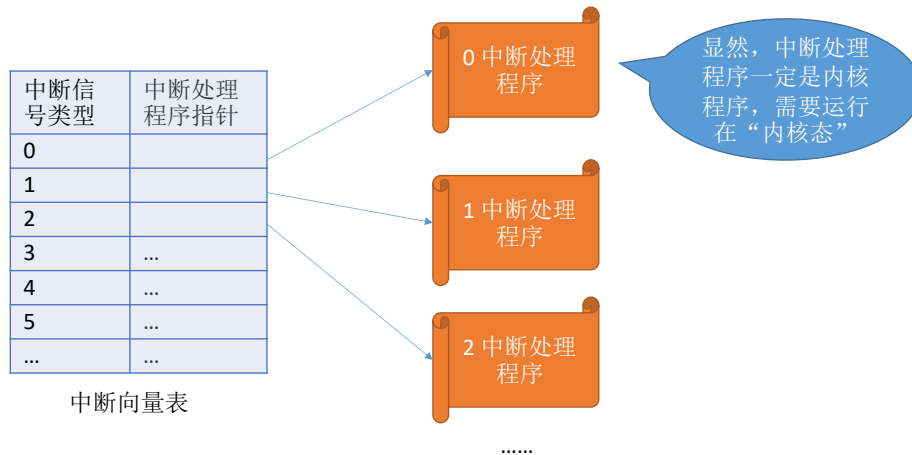 中断信
号类型
中断处理
程序指针
0
1
2
3
…
4
…
5
…
…
…
中断向量表
0 中断处理
程序
1 中断处理
程序
2 中断处理
程序
……
显然，中断处理
程序一定是内核
程序，需要运行
在“内核态”